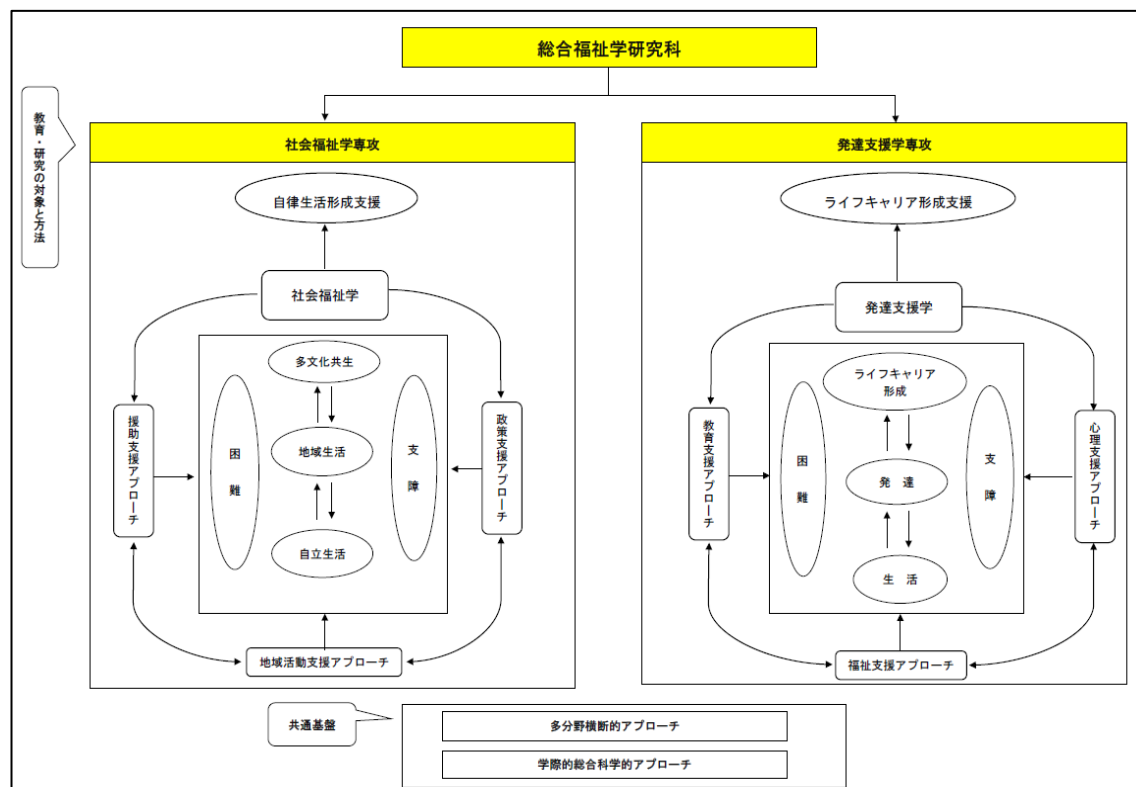 総合福祉学研究科
教育・研究の対象と方法
社会福祉学専攻
自律生活形成支援
社会福祉学
多文化共生
地域生活
自立生活
困難
支障
援助支援アプローチ
政策支援アプローチ
地域活動支援アプローチ
発達支援学専攻
ライフキャリア形成支援
発達支援学
ライフキャリア
形成
発 達
生 活
困難
支障
教育支援アプローチ
心理支援アプローチ
福祉支援アプローチ
共通基盤
多分野横断的アプローチ
学際的総合科学的アプローチ